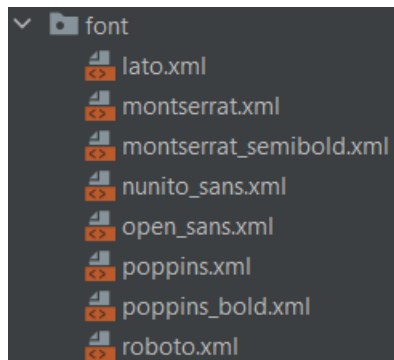 font
lato.xml
montserrat.xml
montserrat_semibold.xml
nunito_sans.xml
open_sans.xml
poppins.xml
poppins_bold.xml
roboto.xml